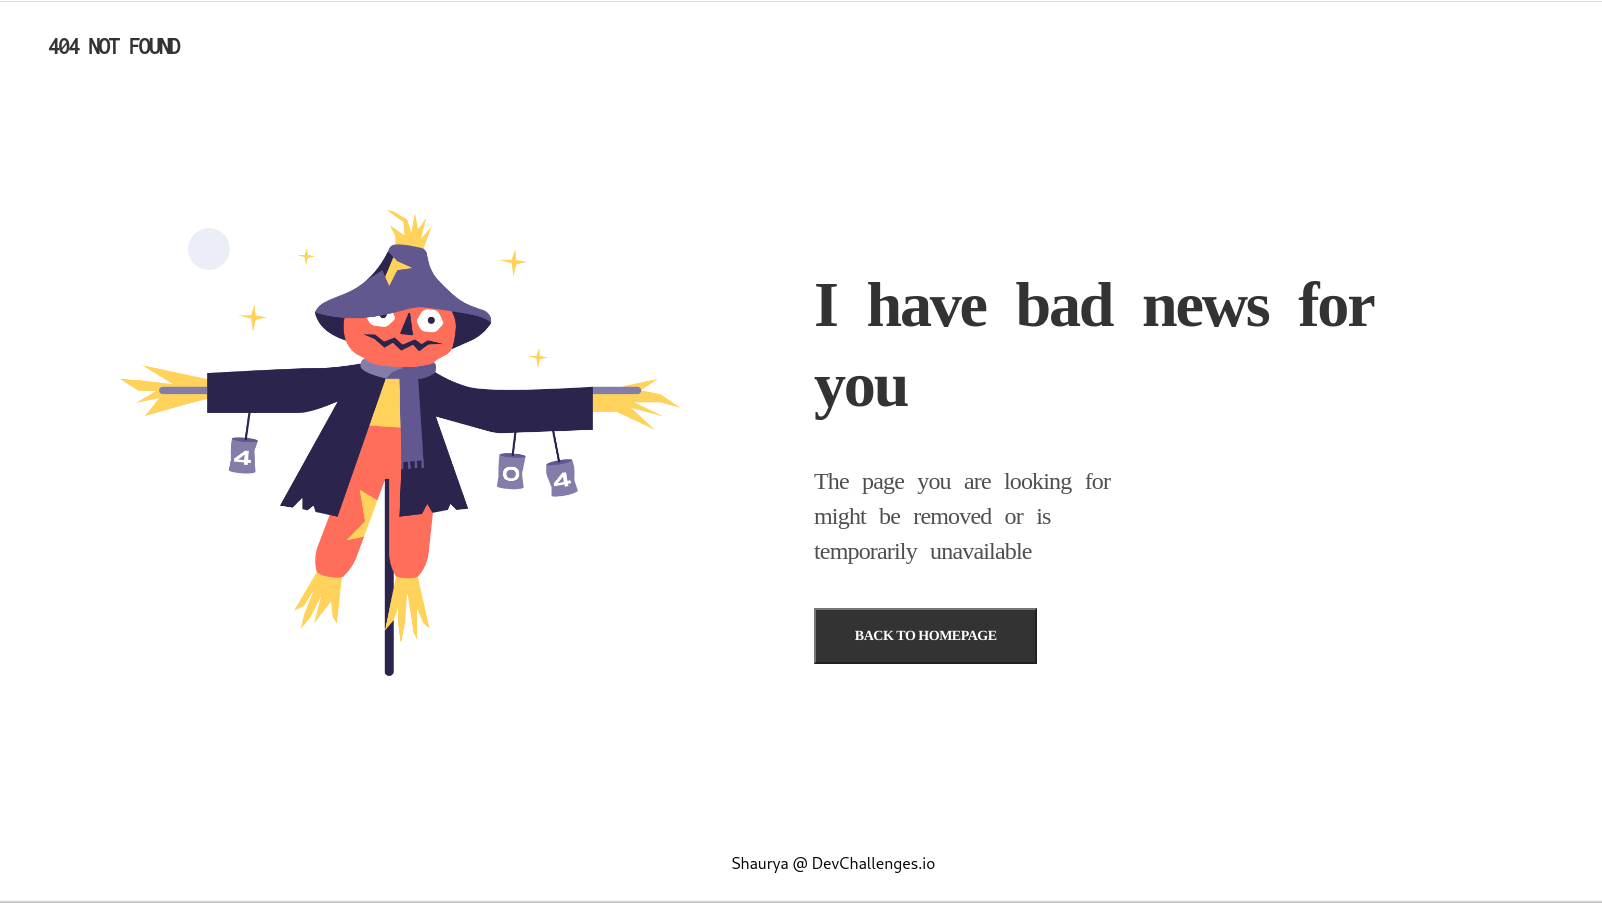 404 NOT FOUND
I have bad news for
you
4
0
4
The page you are looking for
might be removed or is
temporarily unavailable
BACK TO HOMEPAGE
Shaurya @ DevChallenges.io